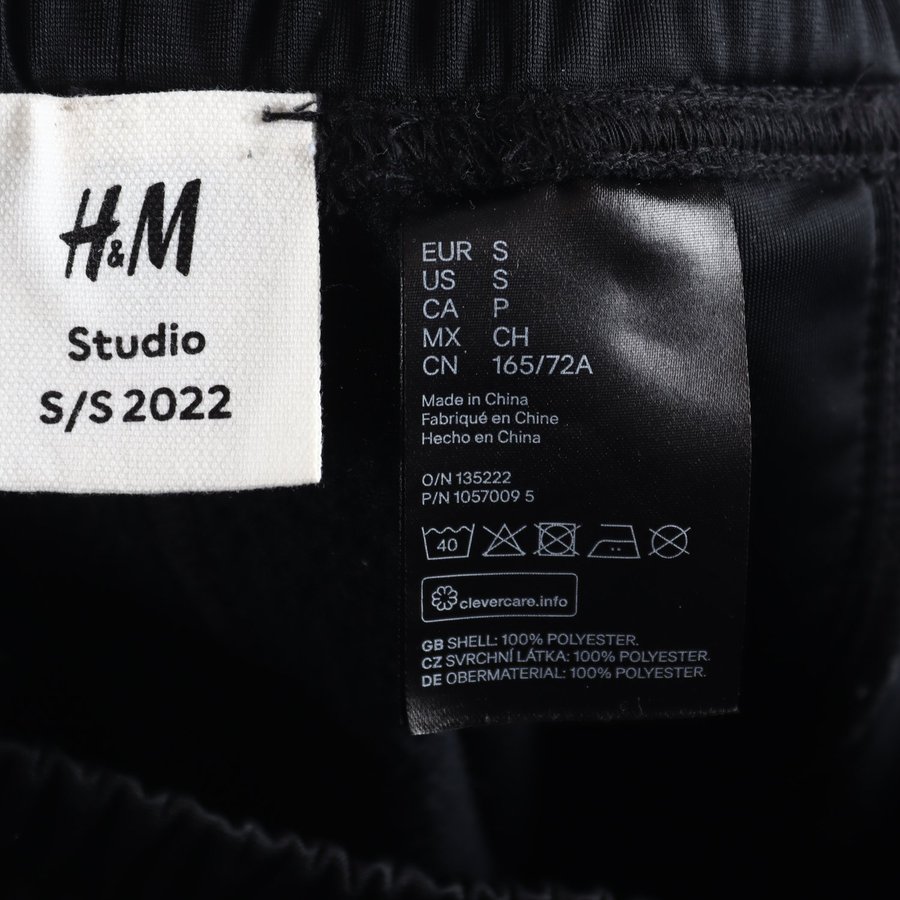 H&M
Studio
S/S 2022
EUR S
US S
CA P
MX CH
CN 165/72A
Made in China
Fabriqué en Chine
Hecho en China
O/N 135222
P/N 1057009 5
40
clevercare.info
GB SHELL: 100% POLYESTER.
CZ SVRCHNÍ LÁTKA: 100% POLYESTER.
DE OBERMATERIAL: 100% POLYESTER.